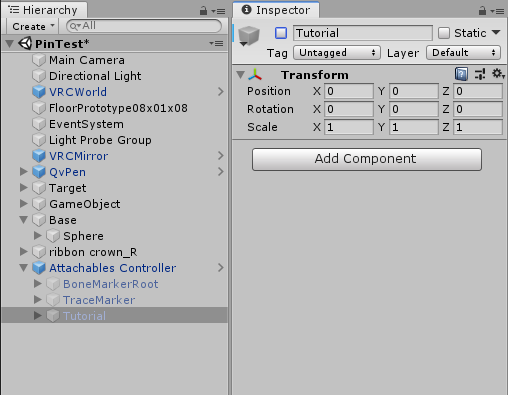 Hierarchy
Create
All
PinTest*
Main Camera
Directional Light
VRCWorld
FloorPrototype08x01x08
EventSystem
Light Probe Group
VRCMirror
QvPen
Target
GameObject
Base
Sphere
ribbon crown_R
Attachables Controller
BoneMarkerRoot
TraceMarker
Tutorial
Inspector
Tutorial Static
Tag Untagged Layer Default
Transform
Position X 0 Y 0 Z 0
Rotation X 0 Y 0 Z 0
Scale X 1 Y 1 Z 1
Add Component